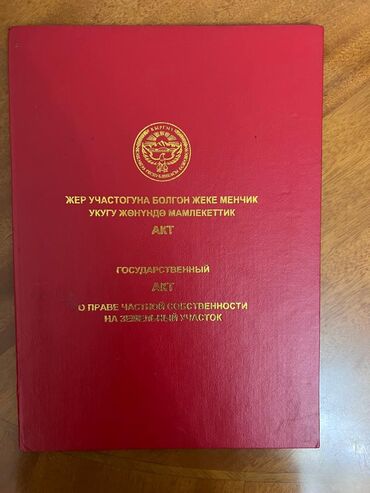 ЖЕР УЧАСТОГУНА БОЛГОН ЖЕКЕ МЕНЧИК
УКУГУ ЖӨНҮНДӨ МАМЛЕКЕТТИК
АКТ
ГОСУДАРСТВЕННЫЙ
АКТ
О ПРАВЕ ЧАСТНОЙ СОБСТВЕННОСТИ
НА ЗЕМЕЛЬНЫЙ УЧАСТОК